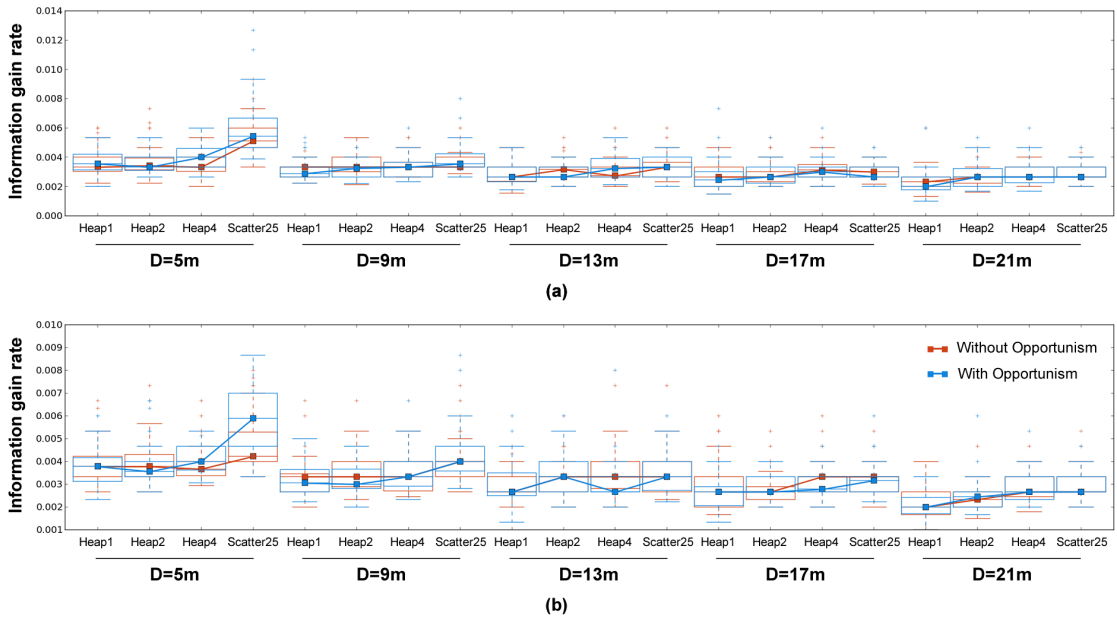 Information gain rate
0.014
0.012
0.010
0.008
0.006
0.004
0.002
0.000
Heap1 Heap2 Heap4 Scatter25 Heap1 Heap2 Heap4 Scatter25 Heap1 Heap2 Heap4 Scatter25 Heap1 Heap2 Heap4 Scatter25 Heap1 Heap2 Heap4 Scatter25
D=5m D=9m D=13m D=17m D=21m
(a)
Information gain rate
0.010
0.009
0.008
0.007
0.006
0.005
0.004
0.003
0.002
0.001
Without Opportunism
With Opportunism
Heap1 Heap2 Heap4 Scatter25 Heap1 Heap2 Heap4 Scatter25 Heap1 Heap2 Heap4 Scatter25 Heap1 Heap2 Heap4 Scatter25 Heap1 Heap2 Heap4 Scatter25
D=5m D=9m D=13m D=17m D=21m
(b)